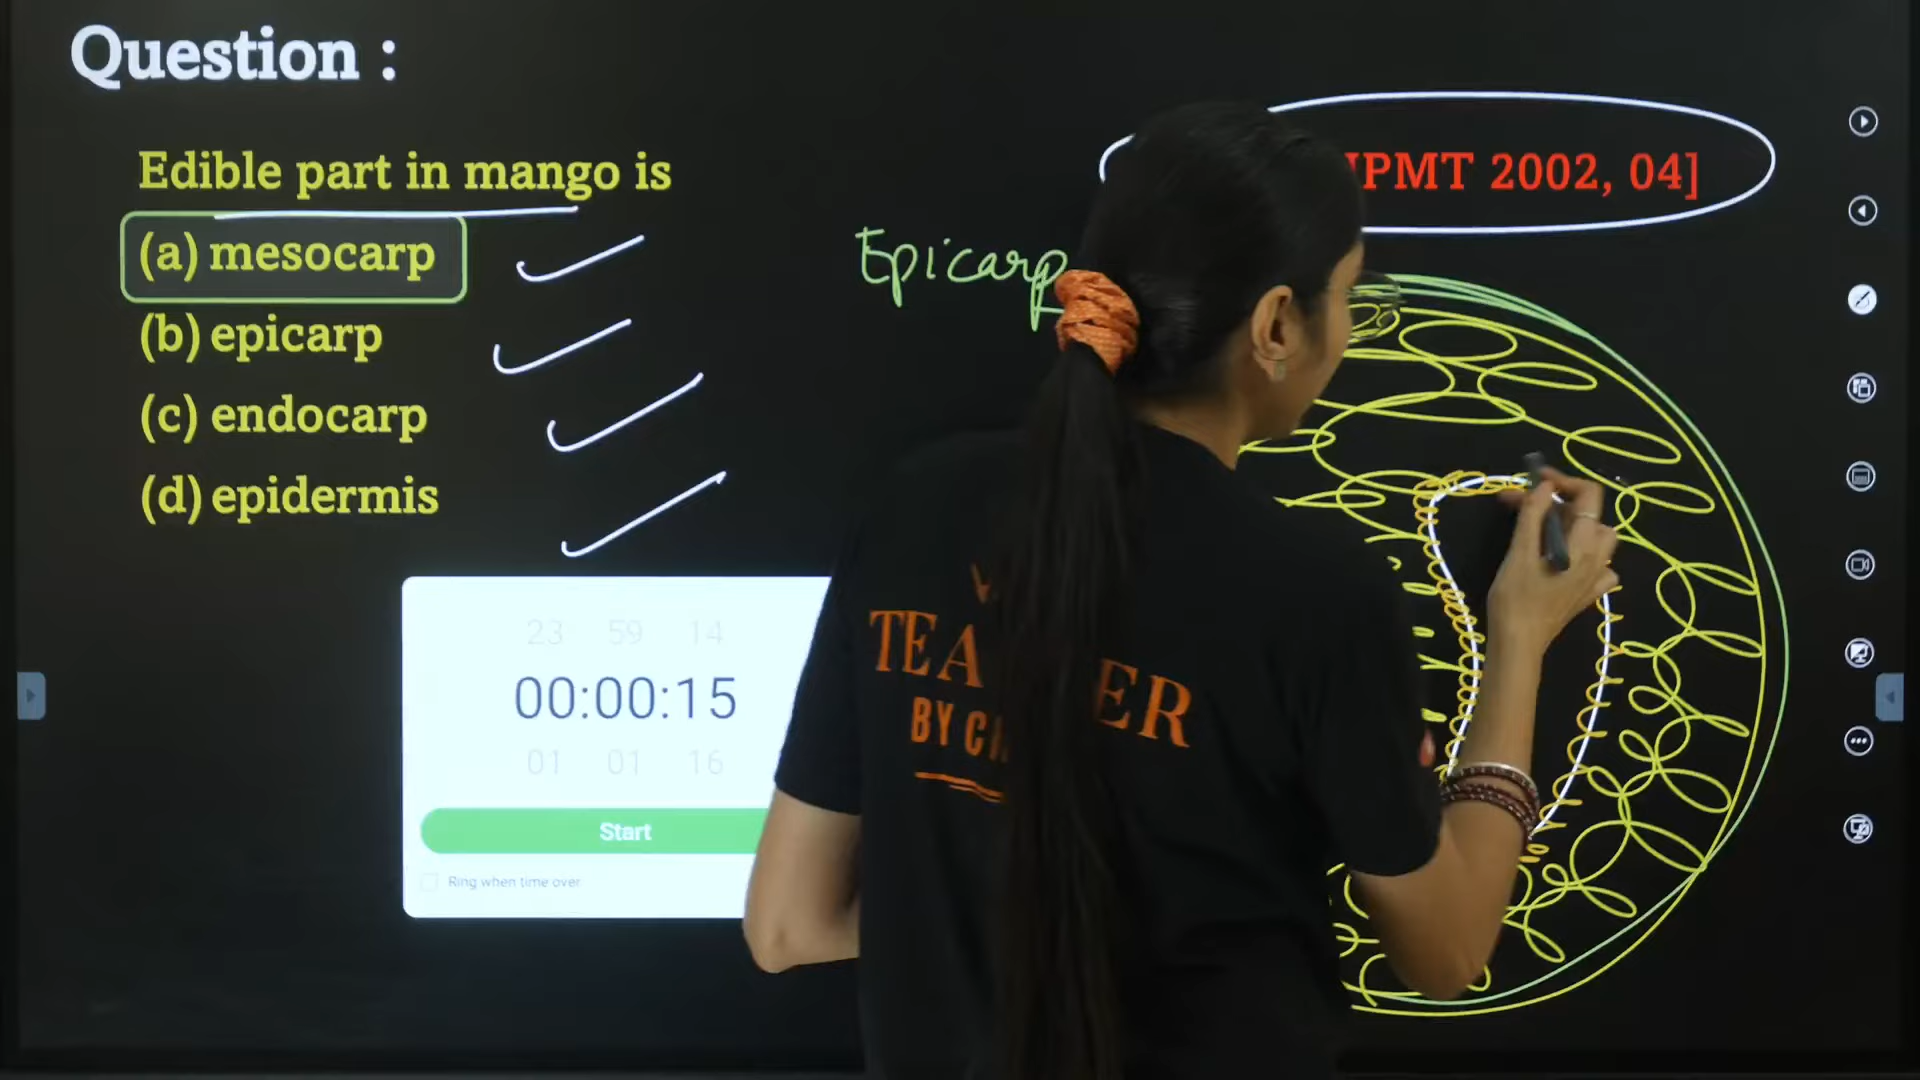 Question :
Edible part in mango is
(a) mesocarp
(b) epicarp
(c) endocarp
(d) epidermis
PMT 2002, 04]
Epicarp
23 59 14
00:00:15
01 01 16
Start
Ring when time over
TEA ER
BY C